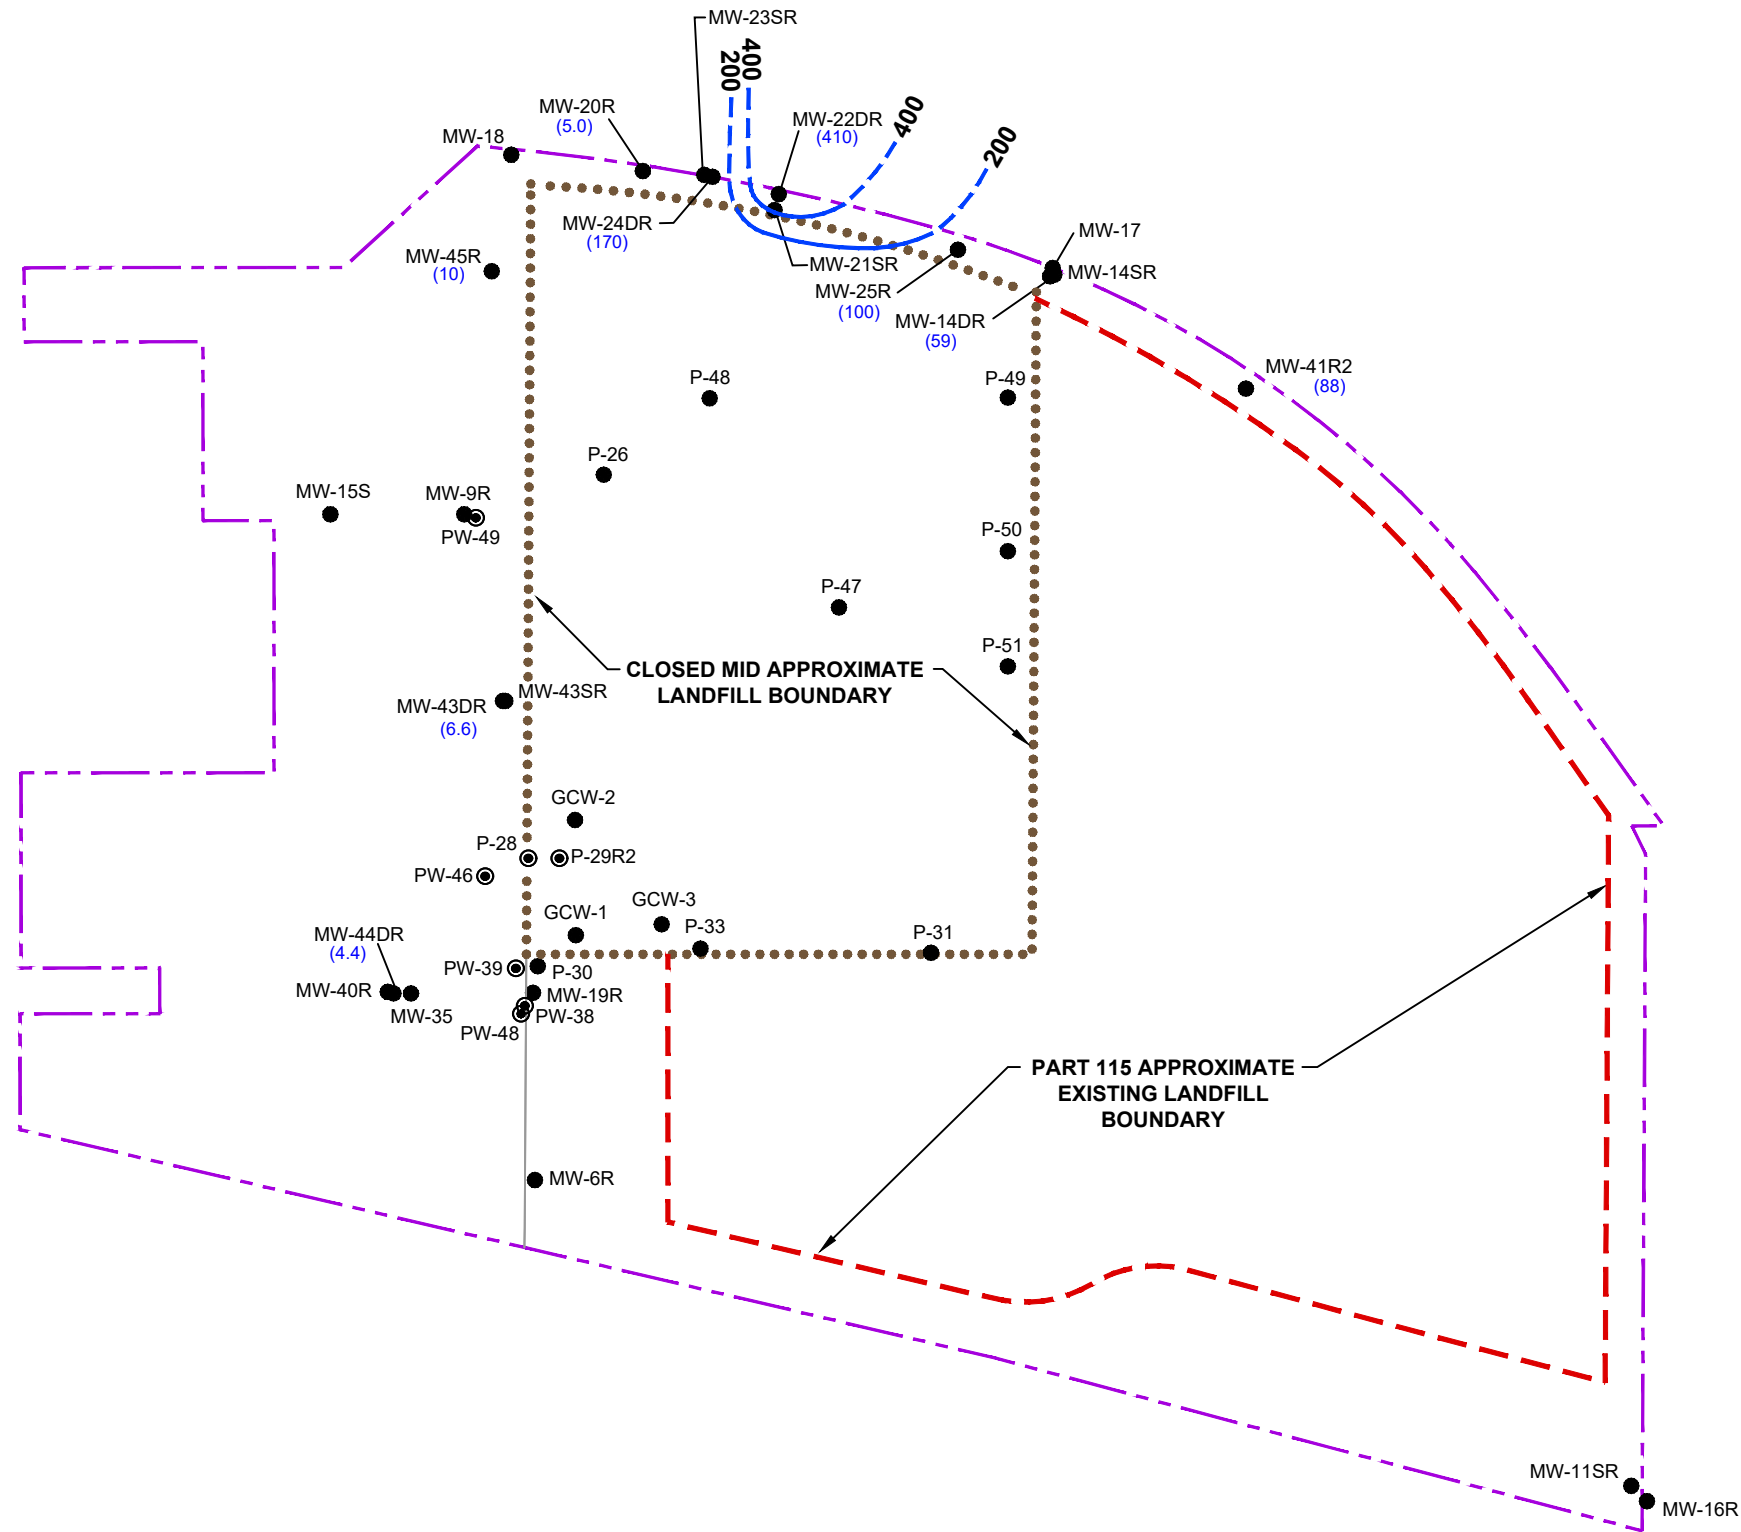 MW-23SR
200
400
MW-20R
(5.0)
MW-22DR
(410)
400
200
MW-18
MW-24DR
(170)
MW-17
MW-45R
(10)
MW-21SR
MW-14SR
MW-25R
(100)
MW-14DR
(59)
MW-41R2
(88)
P-48
P-49
P-26
MW-15S
MW-9R
PW-49
P-50
P-47
P-51
CLOSED MID APPROXIMATE
LANDFILL BOUNDARY
MW-43SR
MW-43DR
(6.6)
GCW-2
P-28
P-29R2
PW-46
GCW-1
GCW-3
P-33
P-31
MW-44DR
(4.4)
PW-39
P-30
MW-40R
MW-35
MW-19R
PW-38
PW-48
PART 115 APPROXIMATE
EXISTING LANDFILL
BOUNDARY
MW-6R
MW-11SR
MW-16R